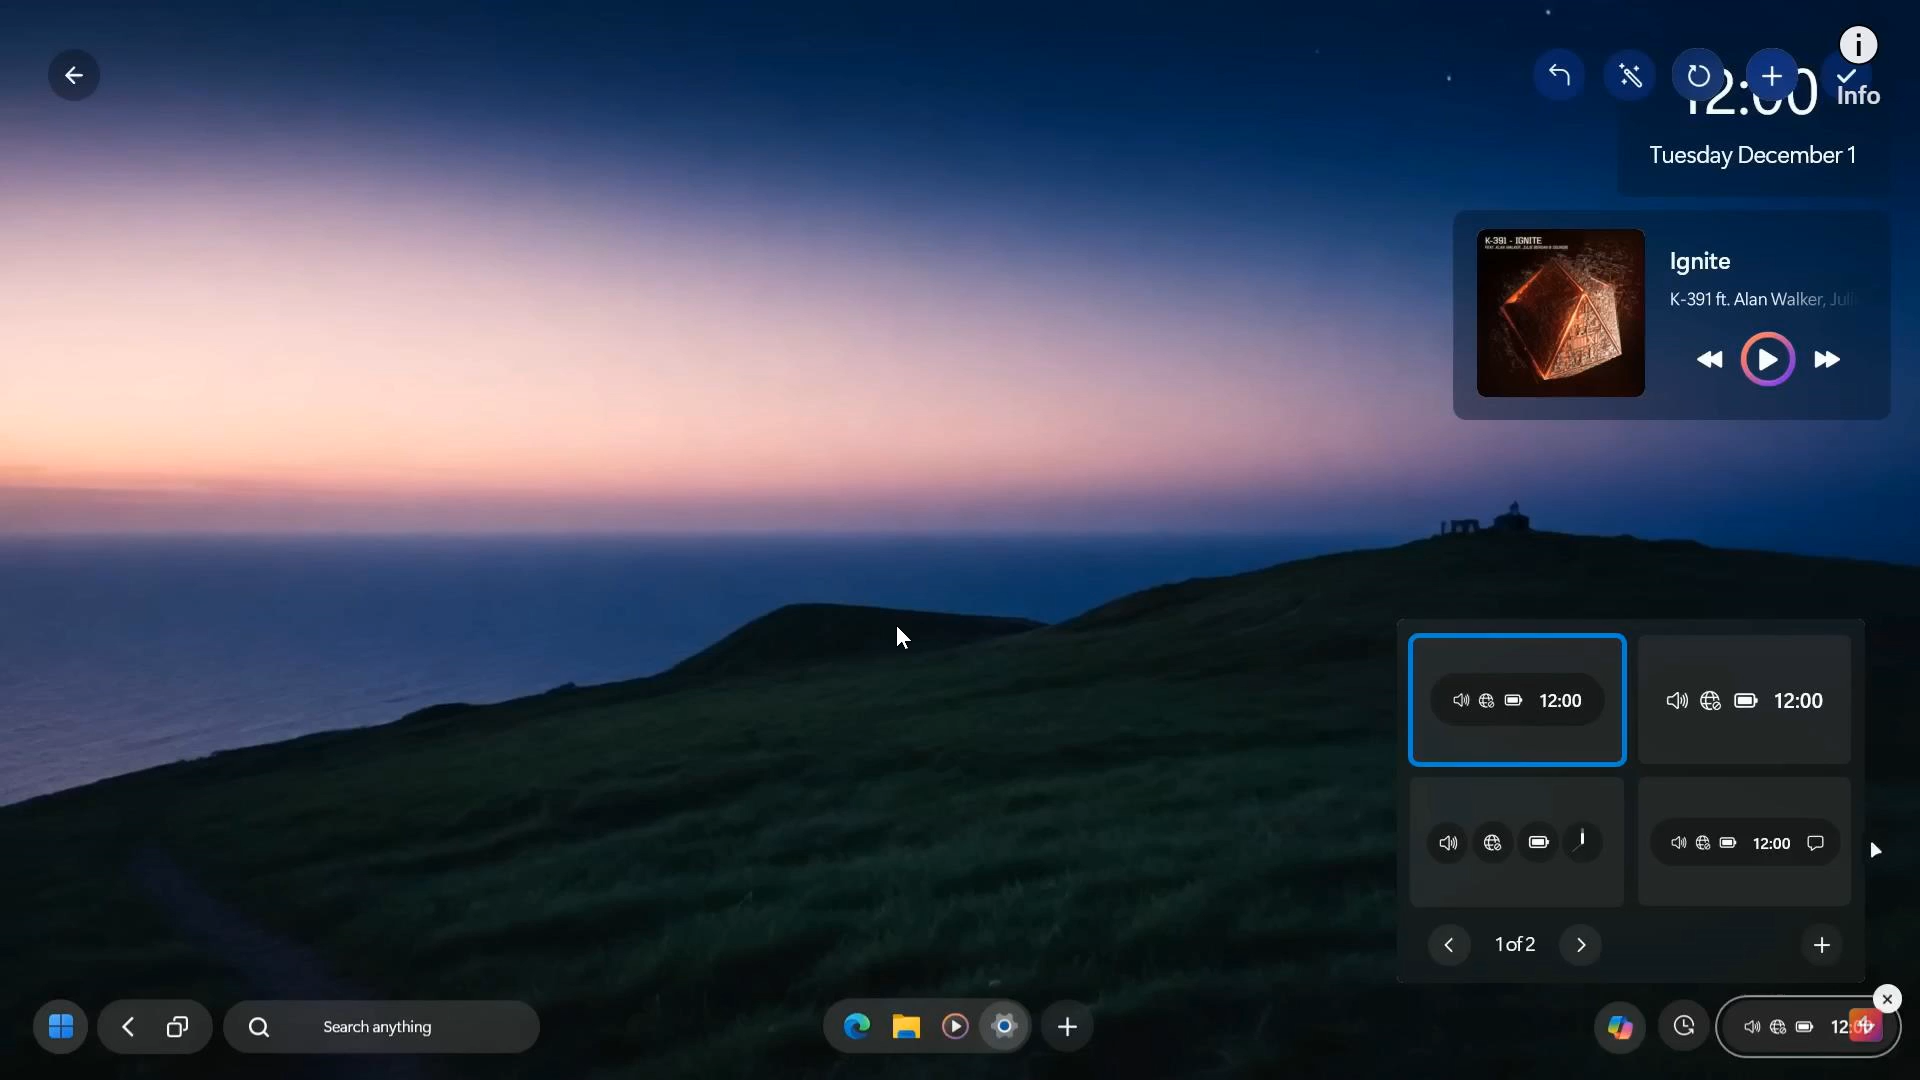 12:00
Info
Tuesday December 1
K-391 - IGNITE
Ignite
K-391 ft. Alan Walker, Juli
12:00
12:00
12:00
1 of 2
Search anything